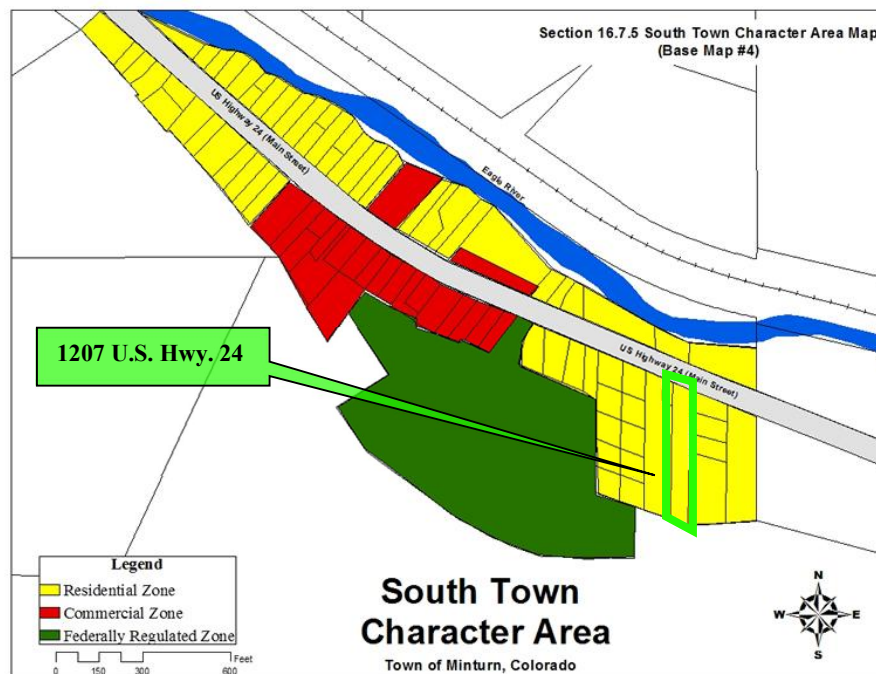 Section 16.7.5 South Town Character Area Map
(Base Map #4)
US Highway 24 (Main Street)
Eagle River
1207 U.S. Hwy. 24
US Highway 24 (Main Street)
Legend
Residential Zone
Commercial Zone
Federally Regulated Zone
Feet
0 150 300 600
South Town
Character Area
Town of Minturn, Colorado
N
W E
S